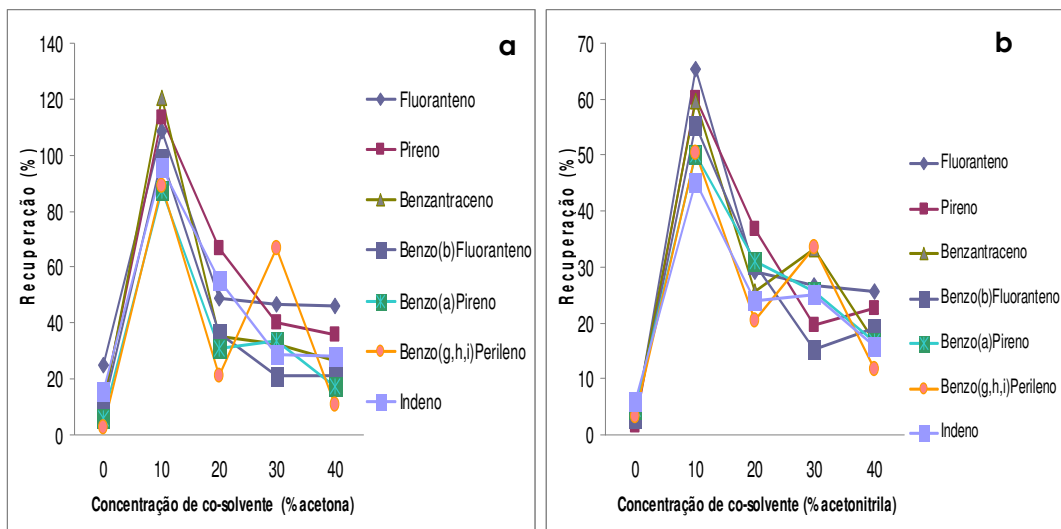 a
140
120
100
80
60
40
20
0
Recuperação (%)
0 10 20 30 40
Concentração de co-solvente (% acetona)
Fluoranteno
Pireno
Benzantraceno
Benzo(b)Fluoranteno
Benzo(a)Pireno
Benzo(g,h,i)Perileno
Indeno
b
70
60
50
40
30
20
10
0
Recuperação (%)
0 10 20 30 40
Concentração de co-solvente (% acetonitrila)
Fluoranteno
Pireno
Benzantraceno
Benzo(b)Fluoranteno
Benzo(a)Pireno
Benzo(g,h,i)Perileno
Indeno